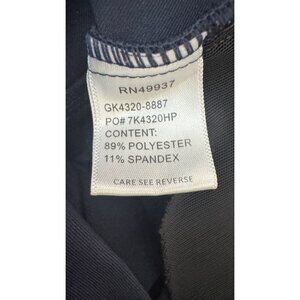 RN49937
GK4320-8887
PO# 7K4320HP
CONTENT:
89% POLYESTER
11% SPANDEX
CARE SEE REVERSE